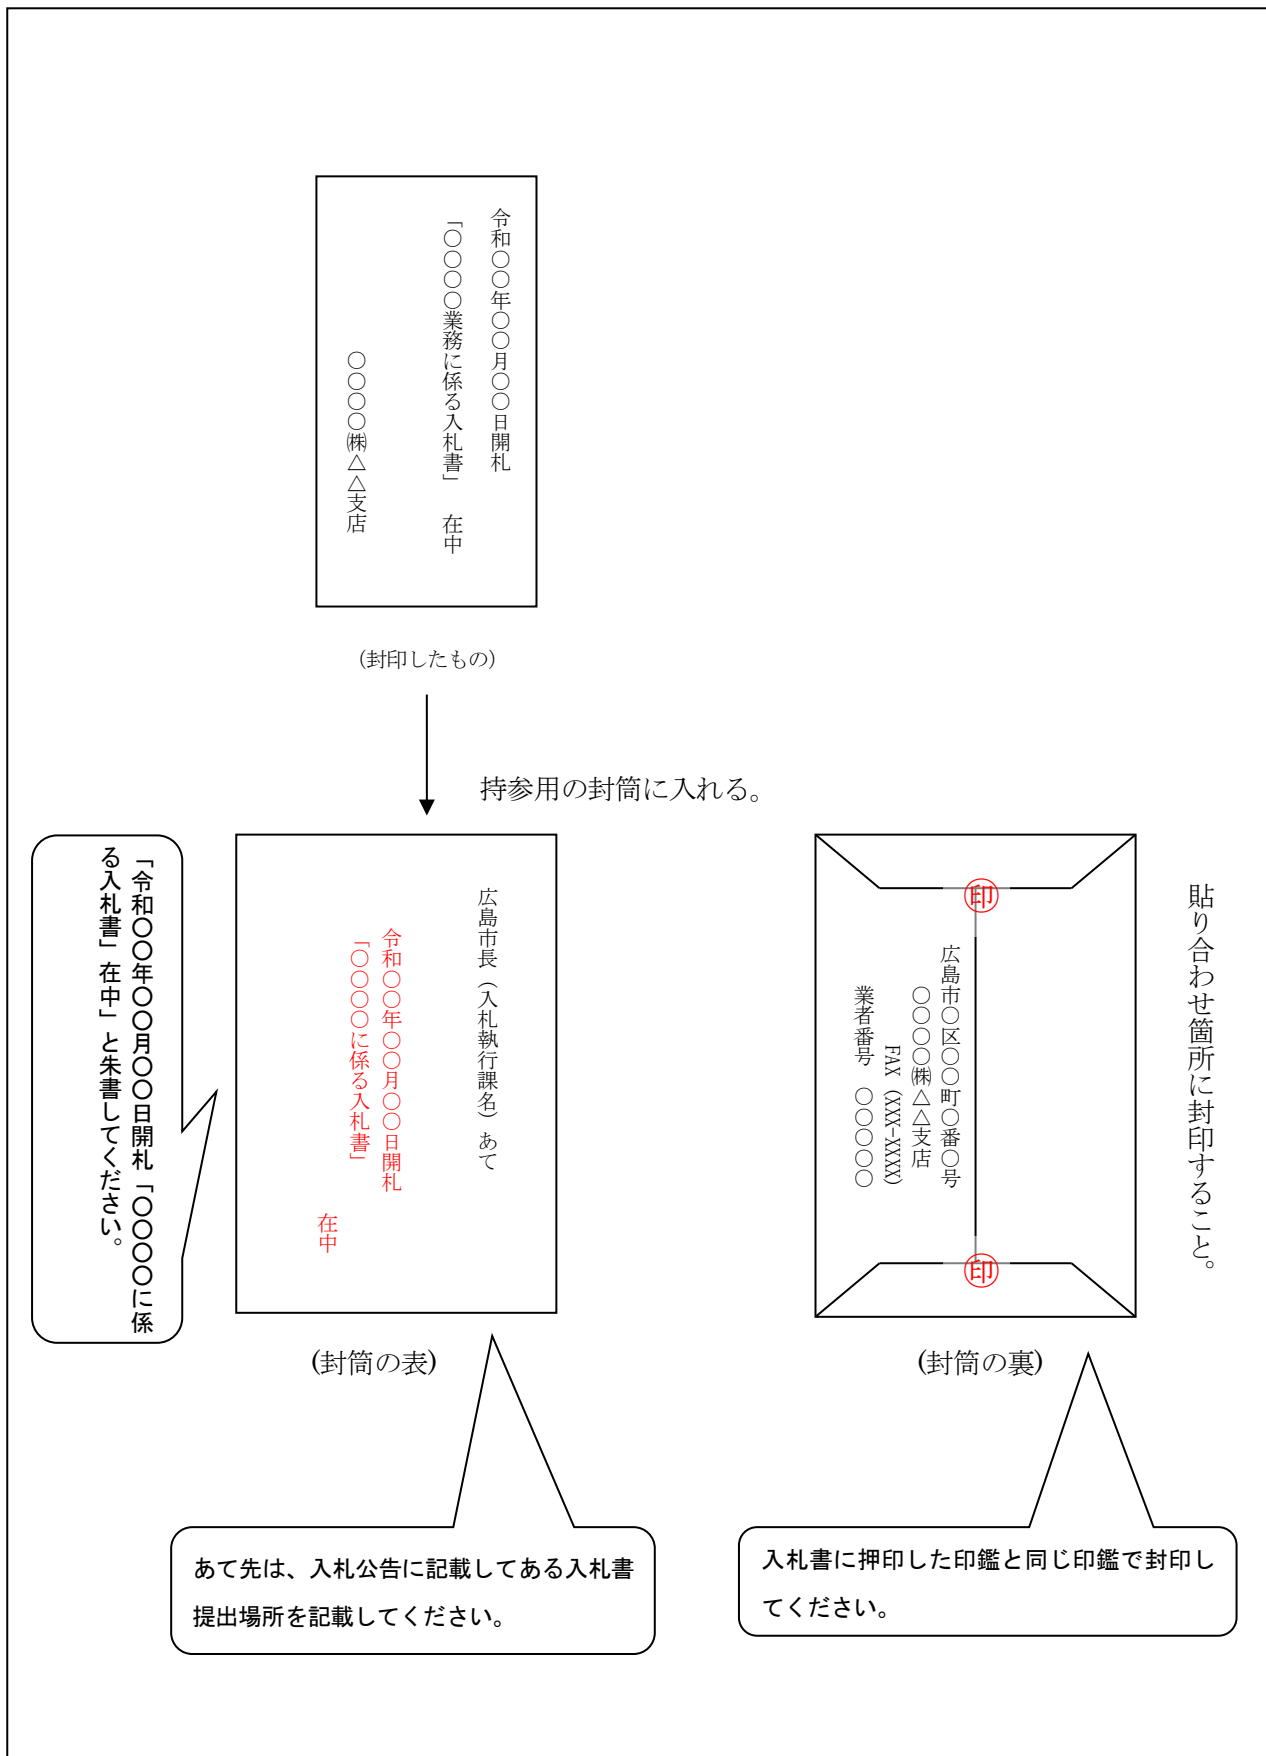 令和〇〇年〇〇月〇〇日開札
「〇〇〇〇業務に係る入札書」　在中
〇〇〇〇㈱△△支店
（封印したもの）
持参用の封筒に入れる。
「令和〇〇年〇〇月〇〇日開札「〇〇〇〇に係
る入札書」在中」と朱書してください。
広島市長（入札執行課名）あて
令和〇〇年〇〇月〇〇日開札
「〇〇〇〇に係る入札書」
在中
(封筒の表)
貼り合わせ箇所に封印すること。
印
広島市〇区〇〇町〇番〇号
〇〇〇〇㈱△△支店
FAX（XXX-XXXX）
業者番号　〇〇〇〇〇
印
(封筒の裏)
あて先は、入札公告に記載してある入札書
提出場所を記載してください。
入札書に押印した印鑑と同じ印鑑で封印し
てください。